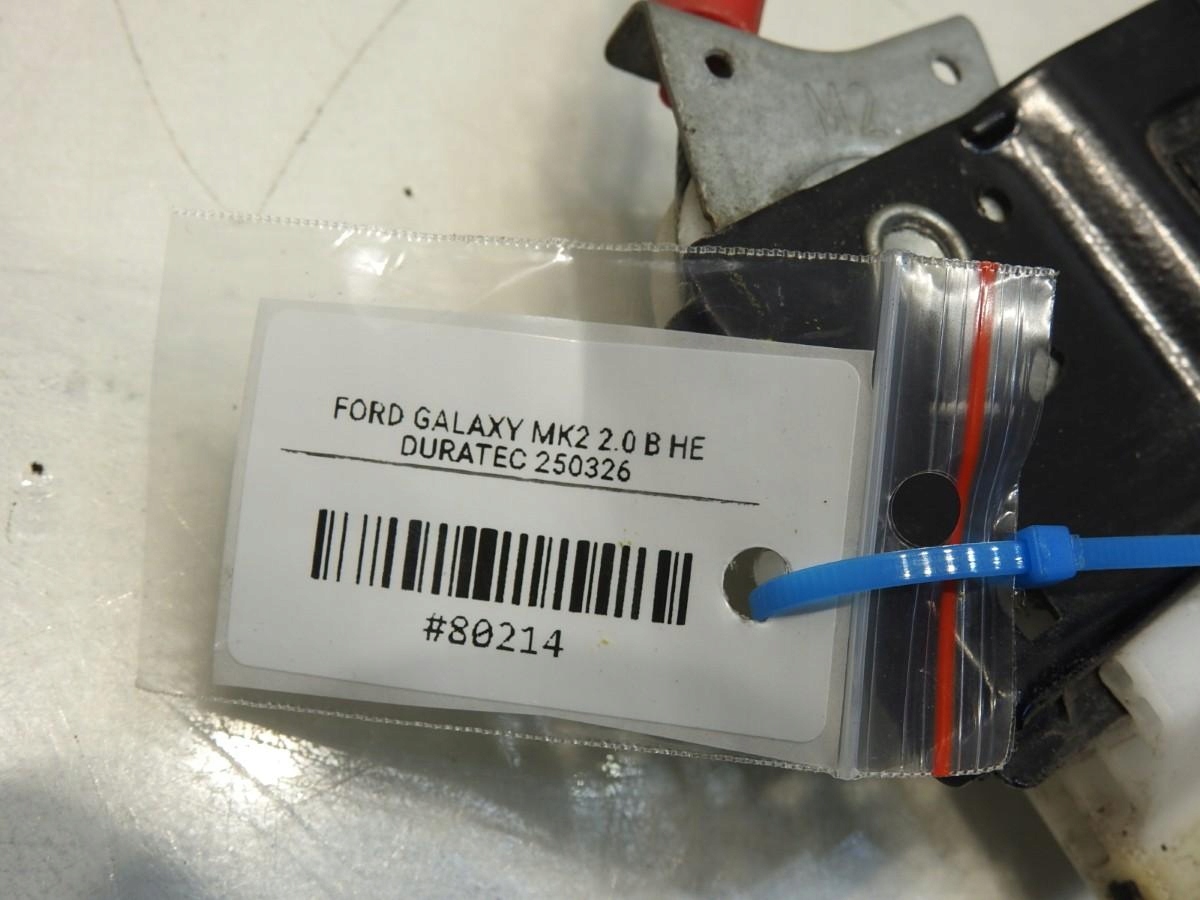 M2
FORD GALAXY MK2 2.0 B HE
DURATEC 250326
#80214